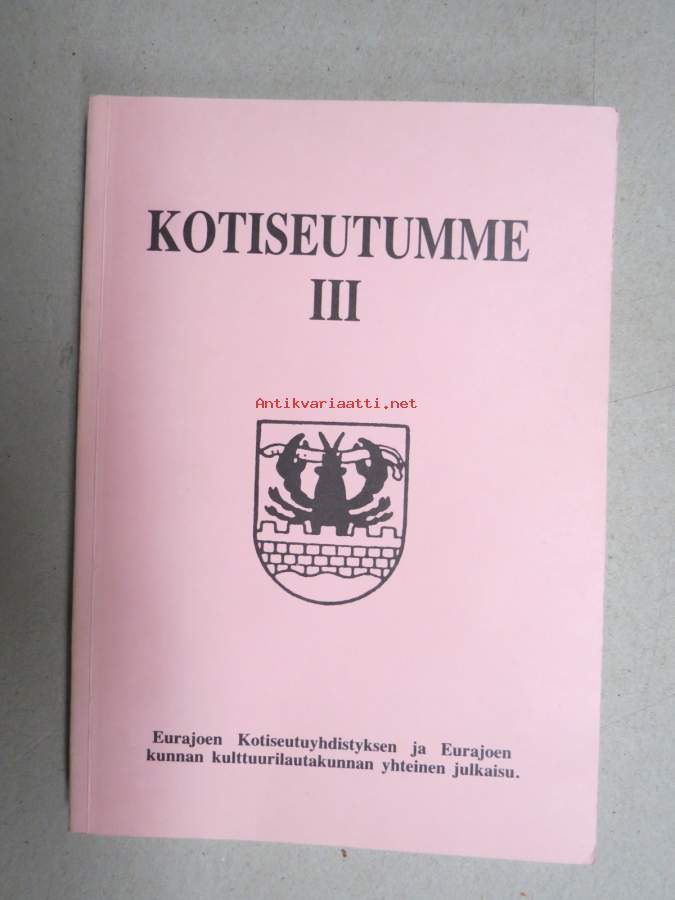 KOTISEUTUMME
III
Antikvariaatti.net
Eurajoen Kotiseutuyhdistyksen ja Eurajoen
kunnan kulttuurilautakunnan yhteinen julkaisu.